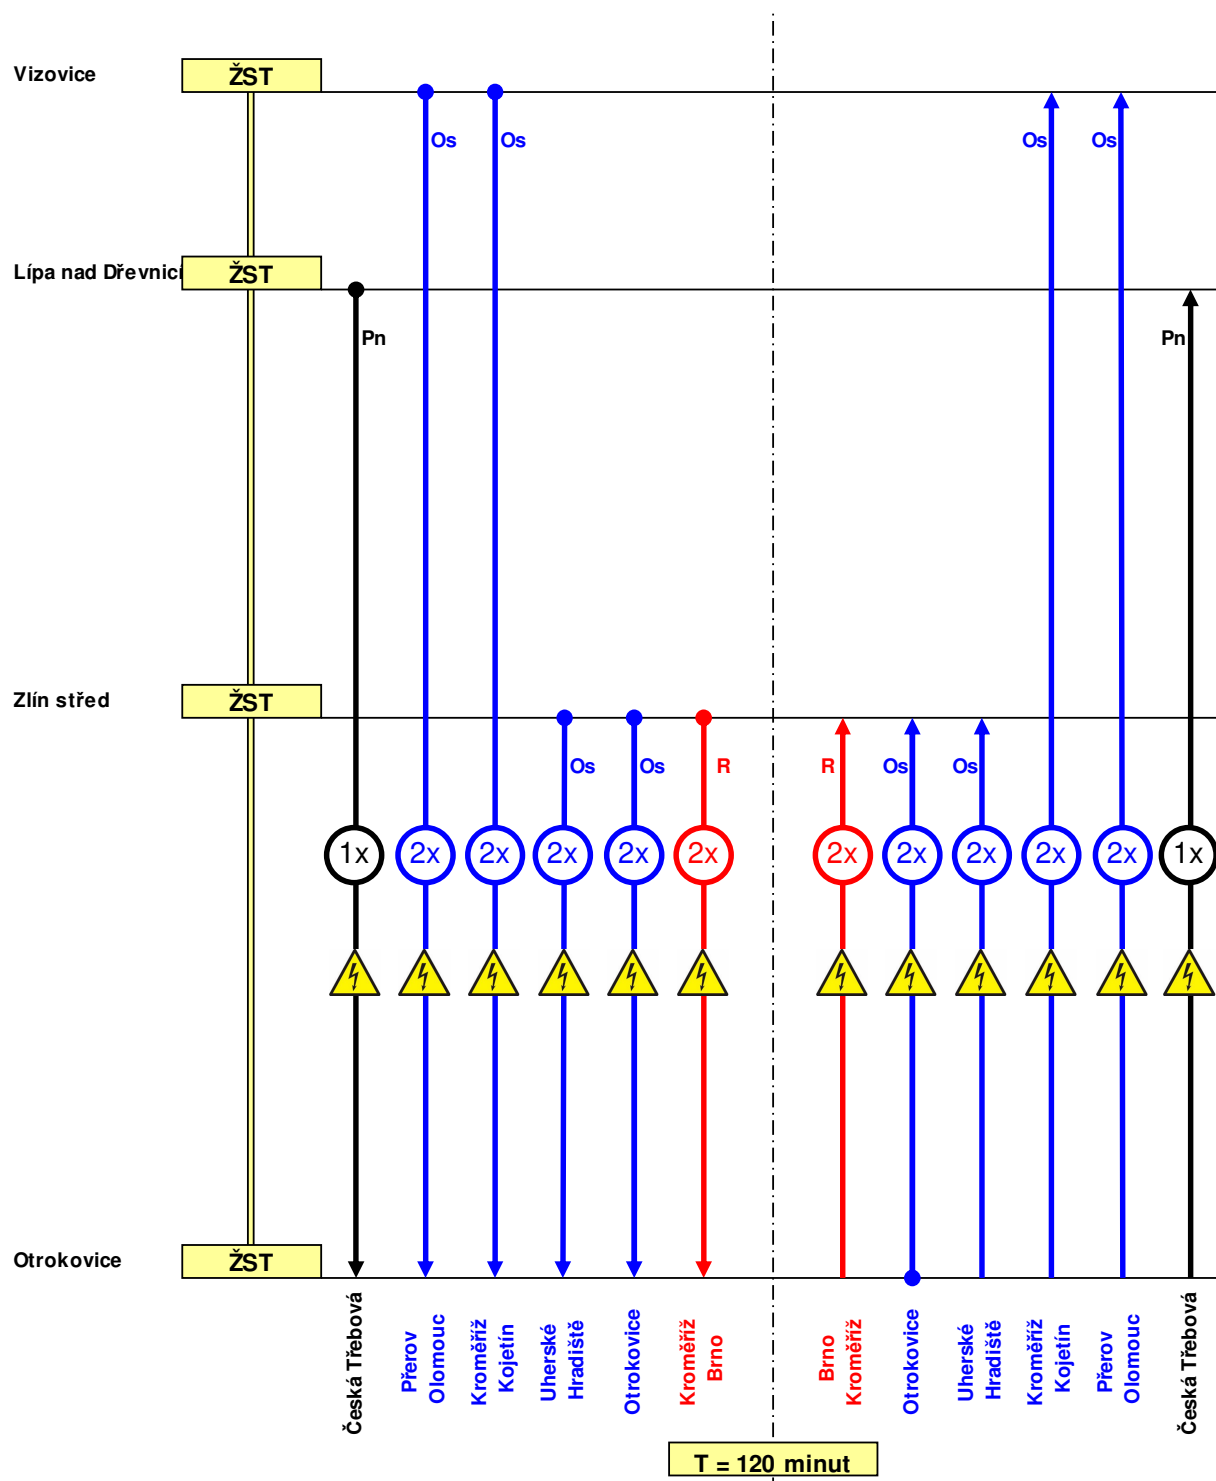 Vizovice
ŽST
Os
Os
Os
Os
Lípa nad Dřevnicí
ŽST
Pn
Pn
Zlín střed
ŽST
Os
Os
R
R
Os
Os
1x
2x
2x
2x
2x
2x
2x
2x
2x
2x
2x
1x
Otrokovice
ŽST
Česká Třebová
Přerov
Olomouc
Kroměříž
Kojetín
Uherské
Hradiště
Otrokovice
Kroměříž
Brno
Brno
Kroměříž
Otrokovice
Uherské
Hradiště
Kroměříž
Kojetín
Přerov
Olomouc
Česká Třebová
T = 120 minut